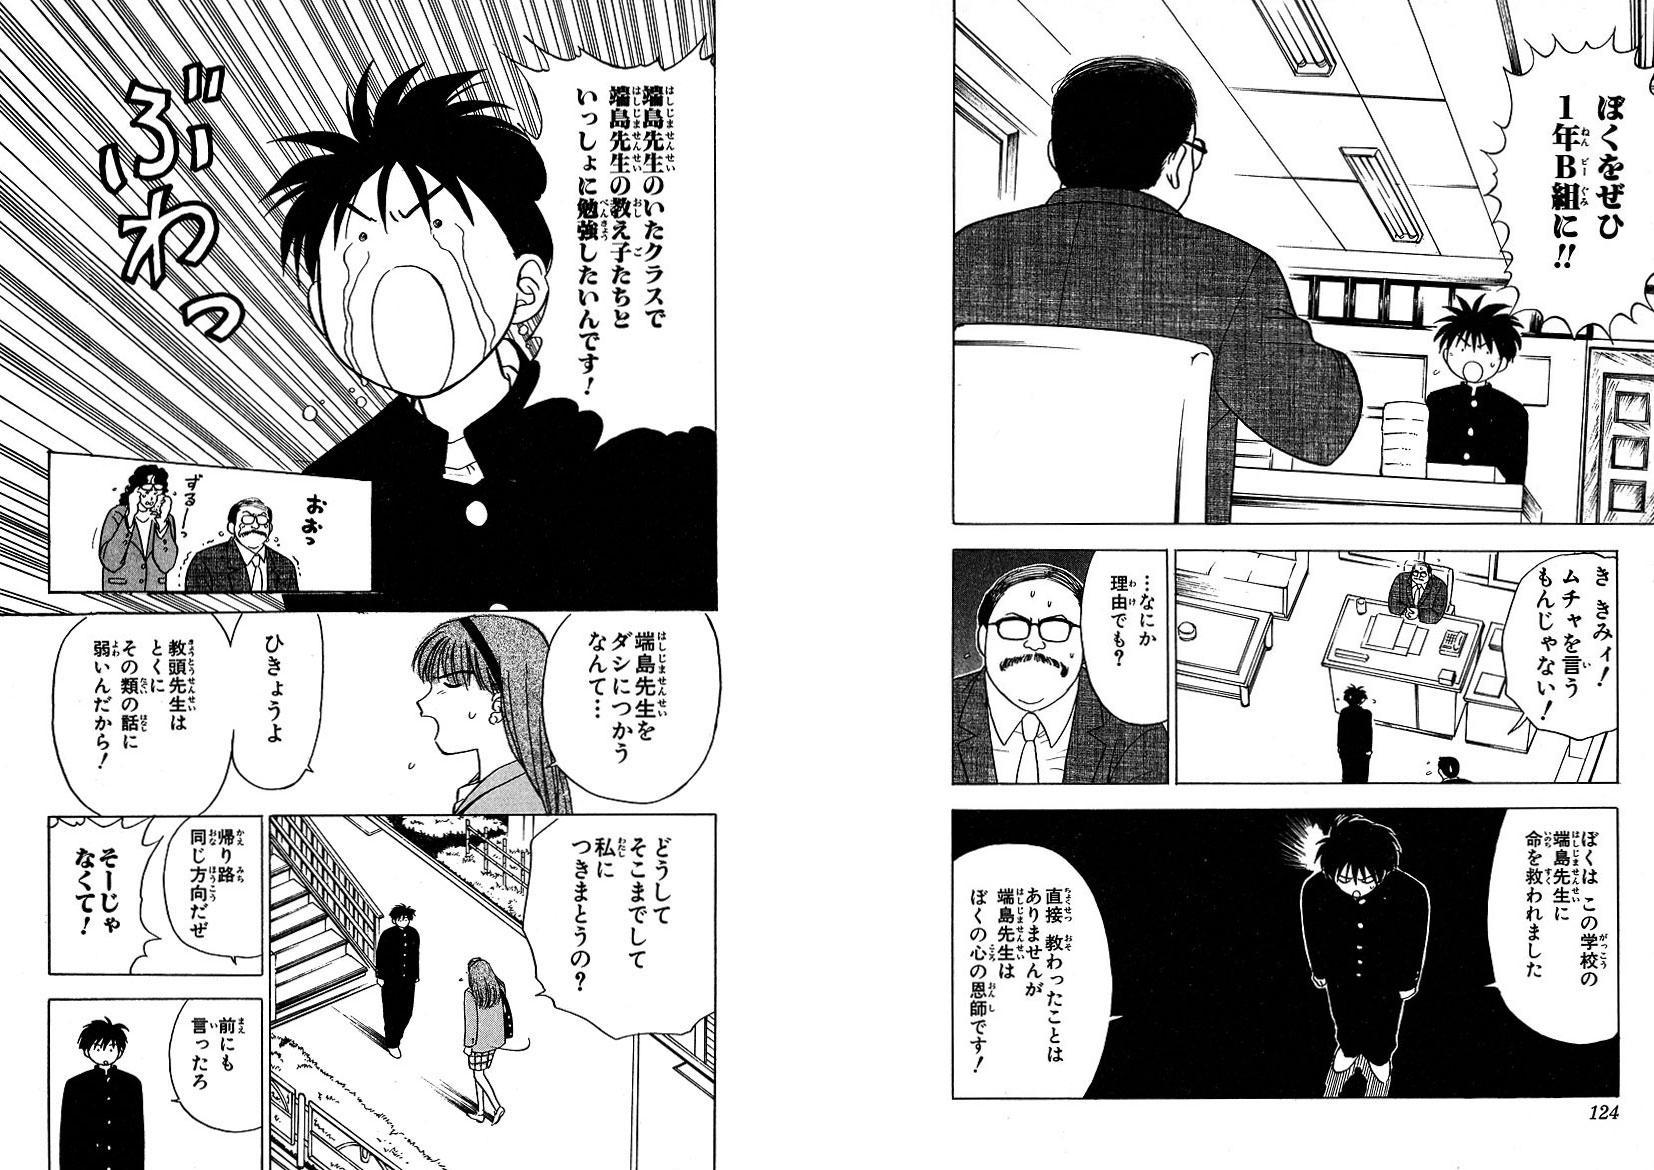 ぼくをぜひ
1年B組に!!
き きみィ!
ムチャを言う
もんじゃない!
…なにか
理由でも?
ぼくは この学校の
端島先生に
命を救われました
直接 教わったことは
ありませんが
端島先生は
ぼくの心の恩師です!
124
端島先生のいたクラスで
端島先生の教え子たちと
いっしょに勉強したいんです!
ぶわっ
おおっ
ずるーっ
端島先生を
ダシにつかう
なんて…
ひきょうよ
教頭先生は
とくに
その類の話に
弱いんだから!
どうして
そこまでして
私に
つきまとうの?
帰り路
同じ方向だぜ
そーじゃ
なくて!
前にも
言ったろ